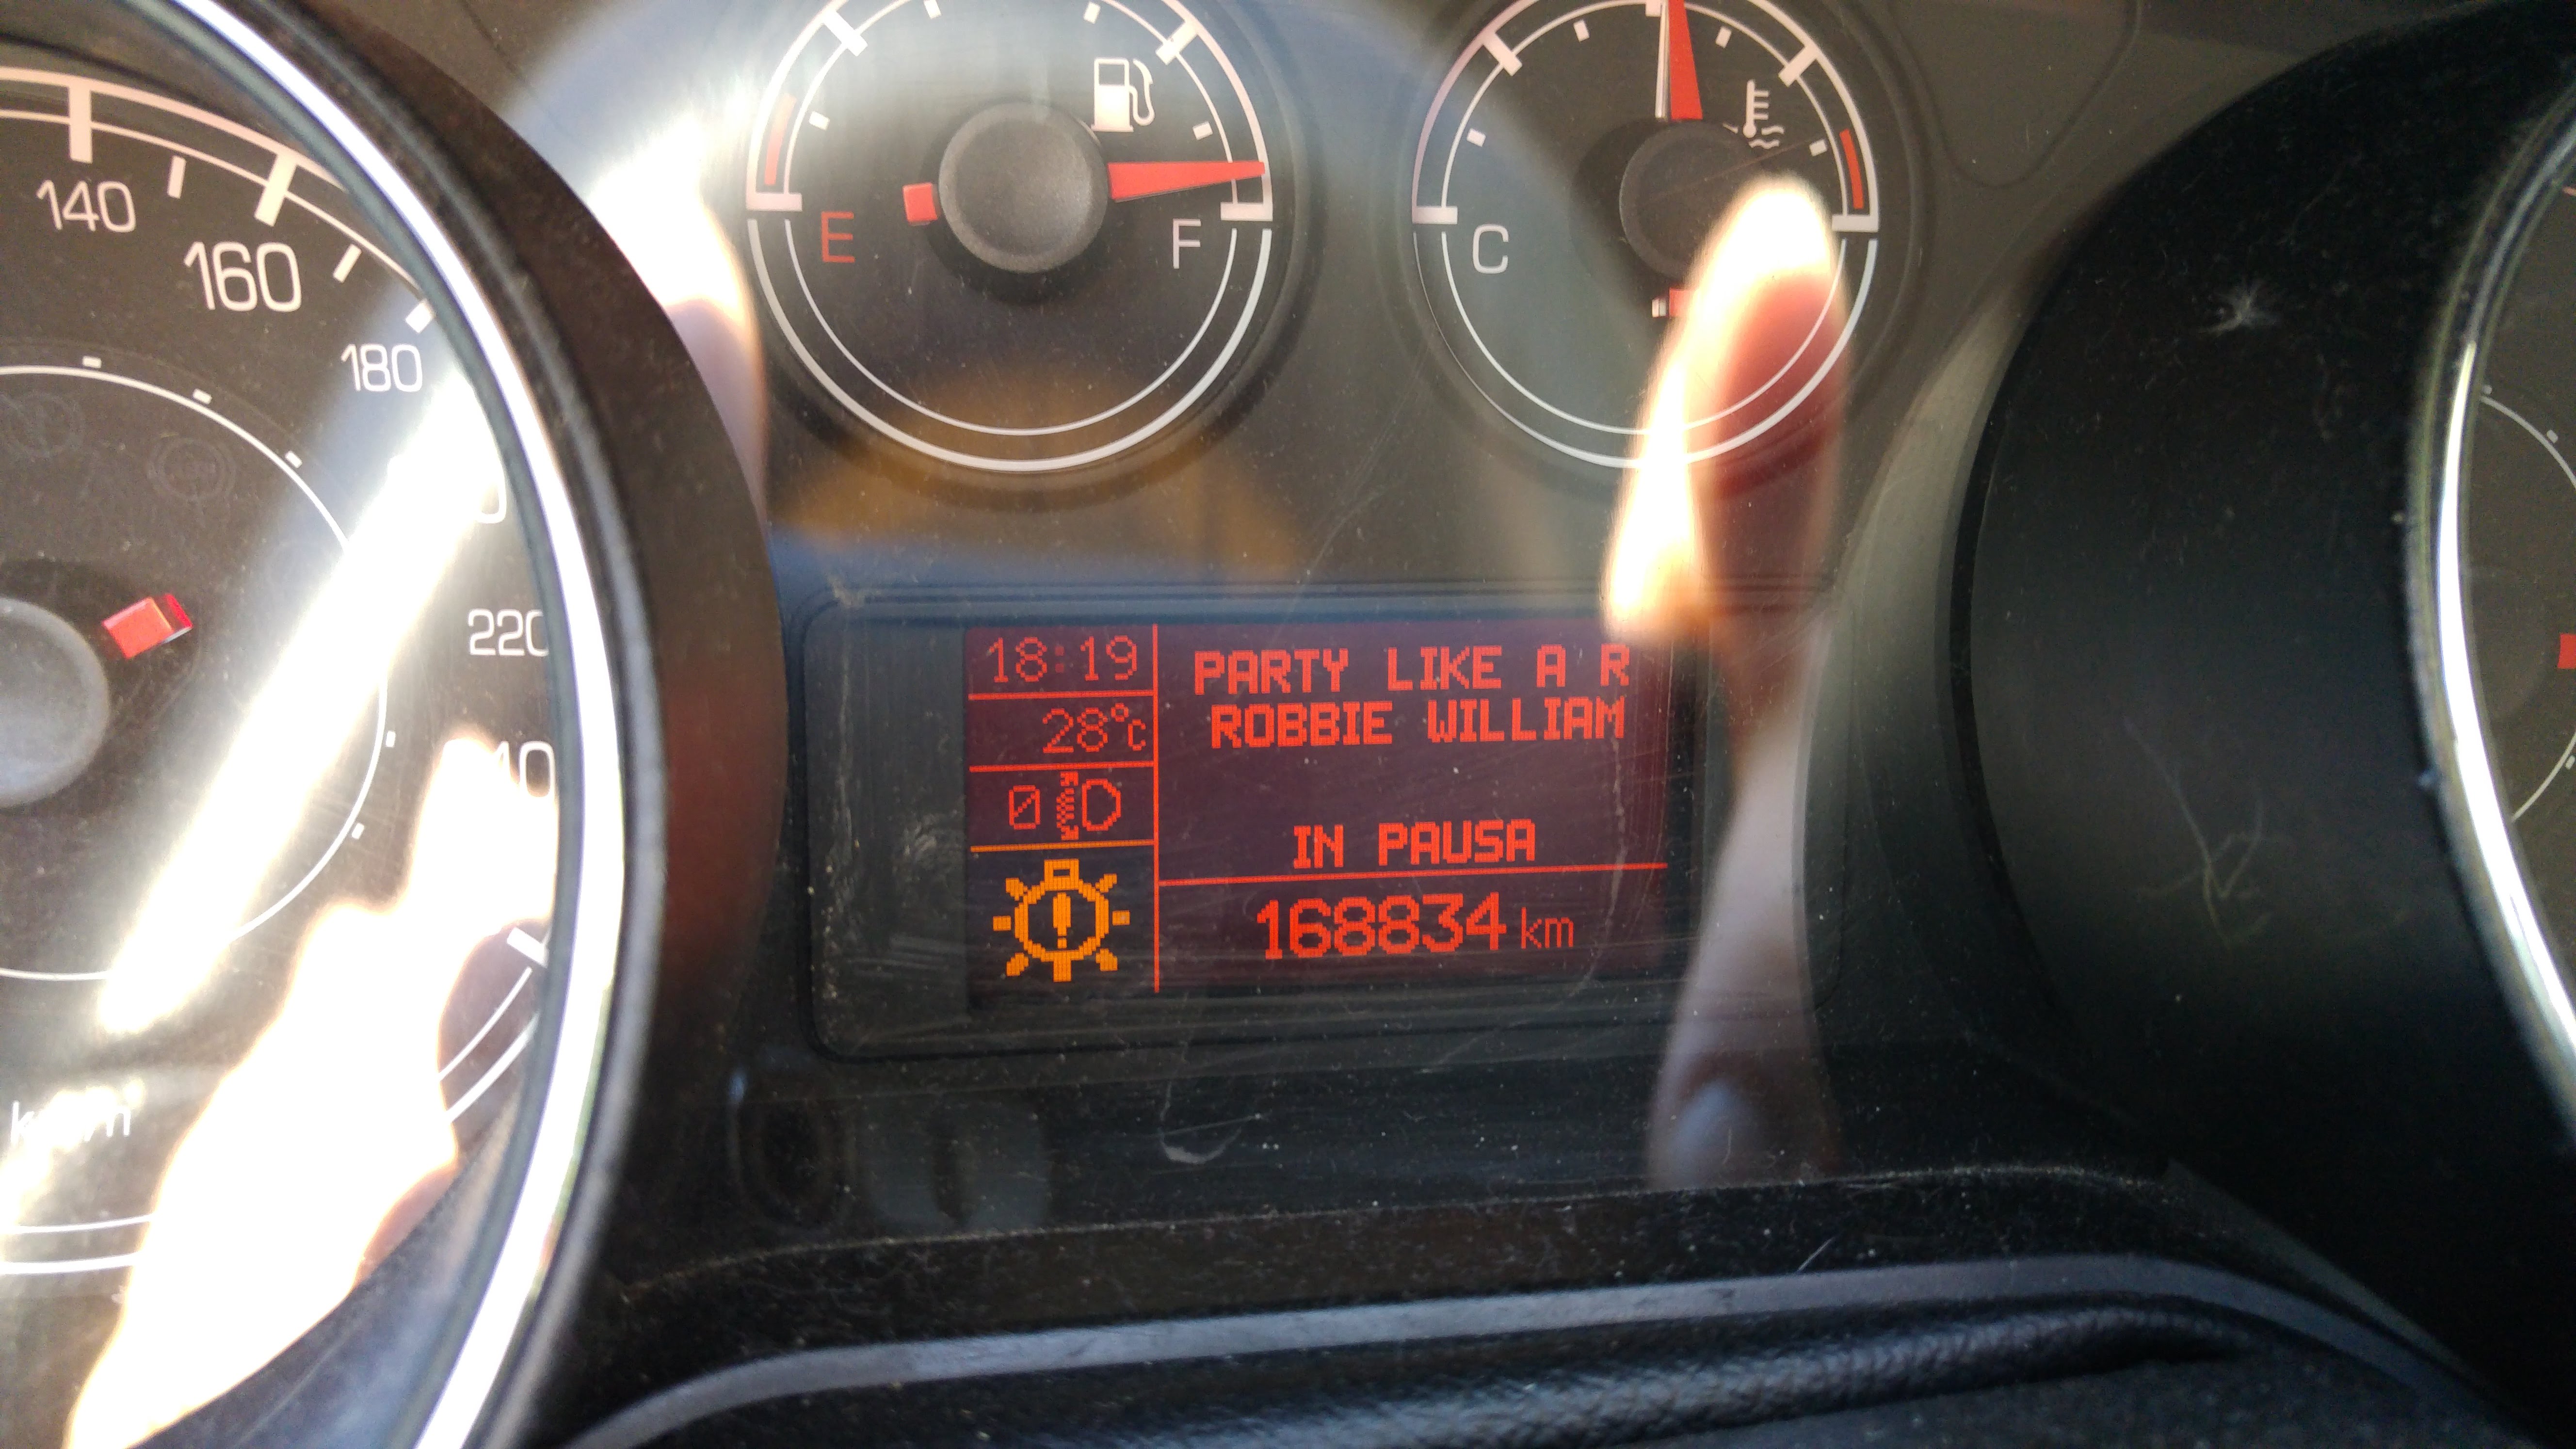 140
160
180
220
E
F
C
18:19
28°C
0
PARTY LIKE A R
ROBBIE WILLIAM
IN PAUSA
168834 km